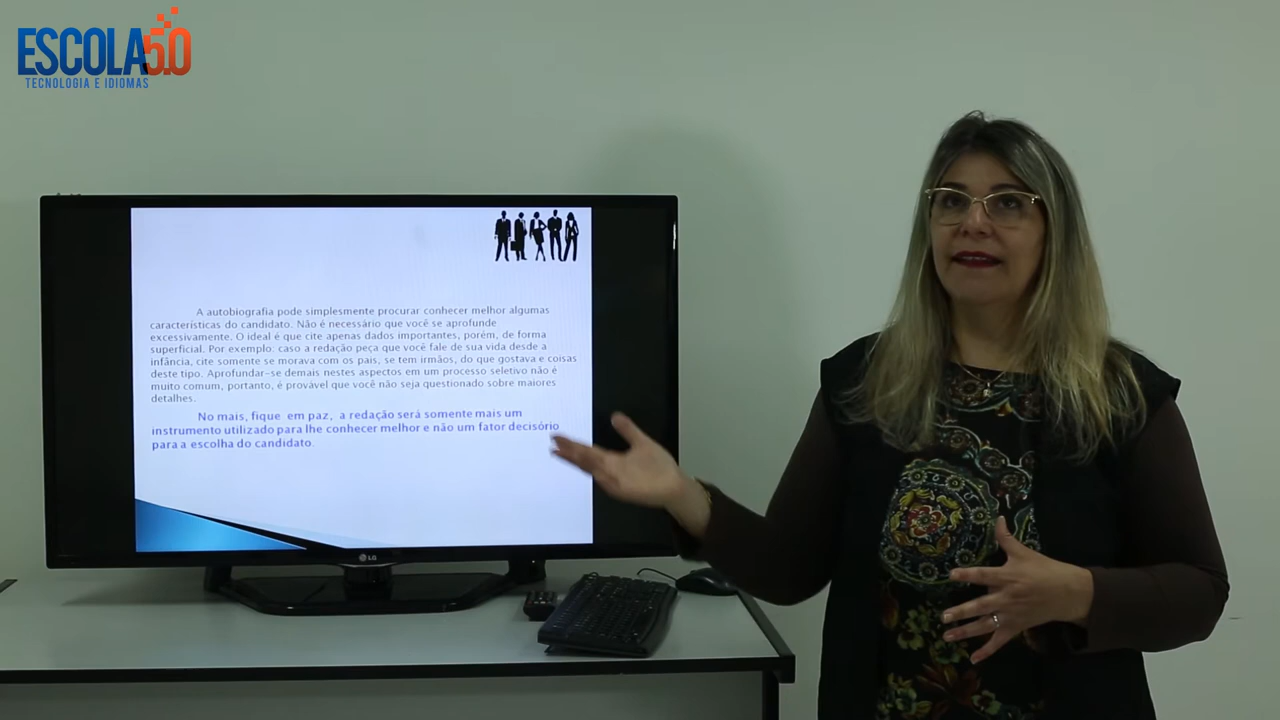 ESCOLA 5.0
TECNOLOGIA E IDIOMAS
A autobiografia pode simplesmente procurar conhecer melhor algumas
características do candidato. Não é necessário que você se aprofunde
excessivamente. O ideal é que cite apenas dados importantes, porém, de forma
superficial. Por exemplo: caso a redação peça que você fale de sua vida desde a
infância, cite somente se morava com os pais, se tem irmãos, do que gostava e coisas
deste tipo. Aprofundar-se demais nestes aspectos em um processo seletivo não é
muito comum, portanto, é provável que você não seja questionado sobre maiores
detalhes.
No mais, fique em paz, a redação será somente mais um
instrumento utilizado para lhe conhecer melhor e não um fator decisório
para a escolha do candidato.
LG